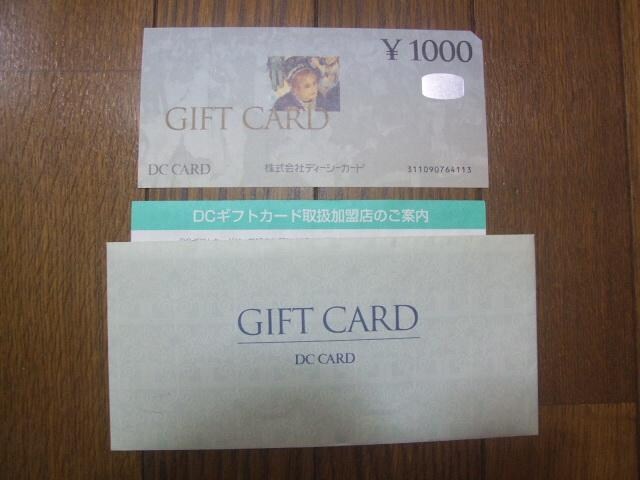 ¥ 1000
GIFT CARD
DC CARD
株式会社ディーシーカード
311090764113
DCギフトカード取扱加盟店のご案内
GIFT CARD
DC CARD